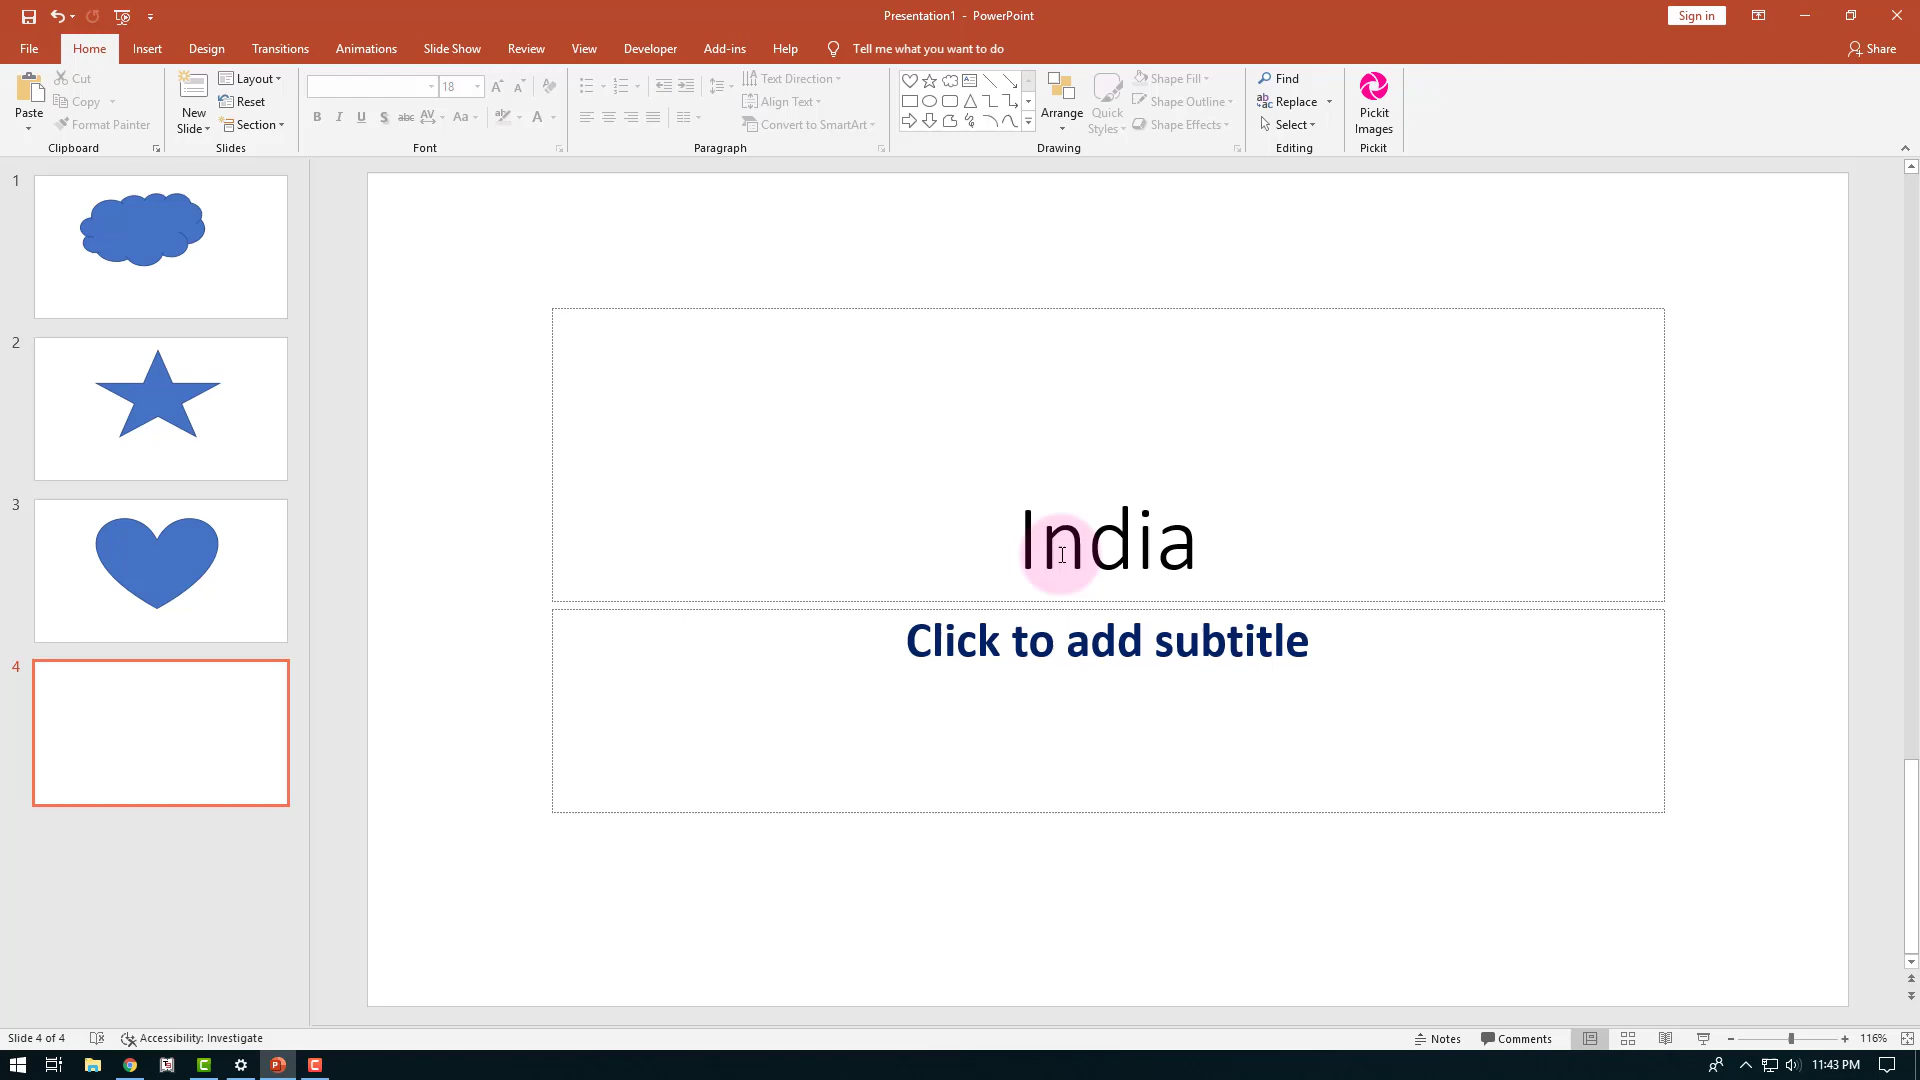 Presentation1 - PowerPoint
Sign in
File
Home
Insert
Design
Transitions
Animations
Slide Show
Review
View
Developer
Add-ins
Help
Tell me what you want to do
Share
Paste
Cut
Copy
Format Painter
Clipboard
New
Slide
Layout
Reset
Section
Slides
18
B I U S abc AV Aa A
Font
Text Direction
Align Text
Convert to SmartArt
Paragraph
Arrange
Quick
Styles
Shape Fill
Shape Outline
Shape Effects
Drawing
Find
Replace
Select
Editing
Pickit
Images
Pickit
1
2
3
4
India
Click to add subtitle
Slide 4 of 4
Accessibility: Investigate
Notes
Comments
116%
11:43 PM